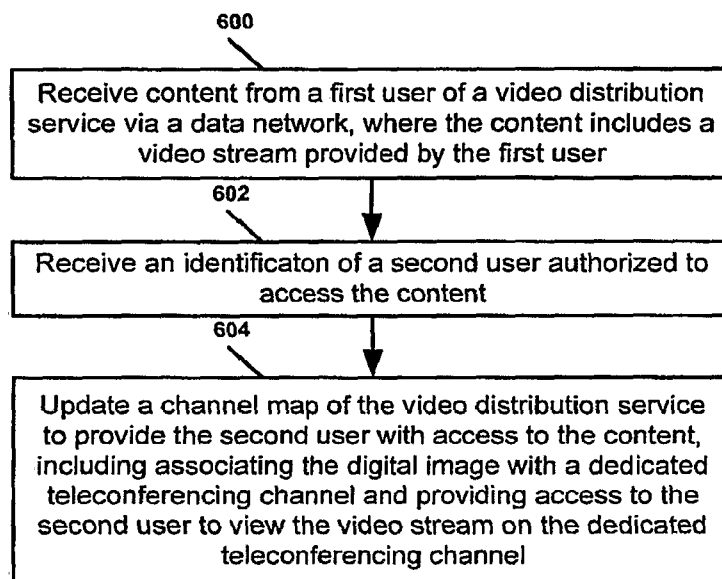 600
Receive content from a first user of a video distribution
service via a data network, where the content includes a
video stream provided by the first user
602
Receive an identificaton of a second user authorized to
access the content
604
Update a channel map of the video distribution service
to provide the second user with access to the content,
including associating the digital image with a dedicated
teleconferencing channel and providing access to the
second user to view the video stream on the dedicated
teleconferencing channel